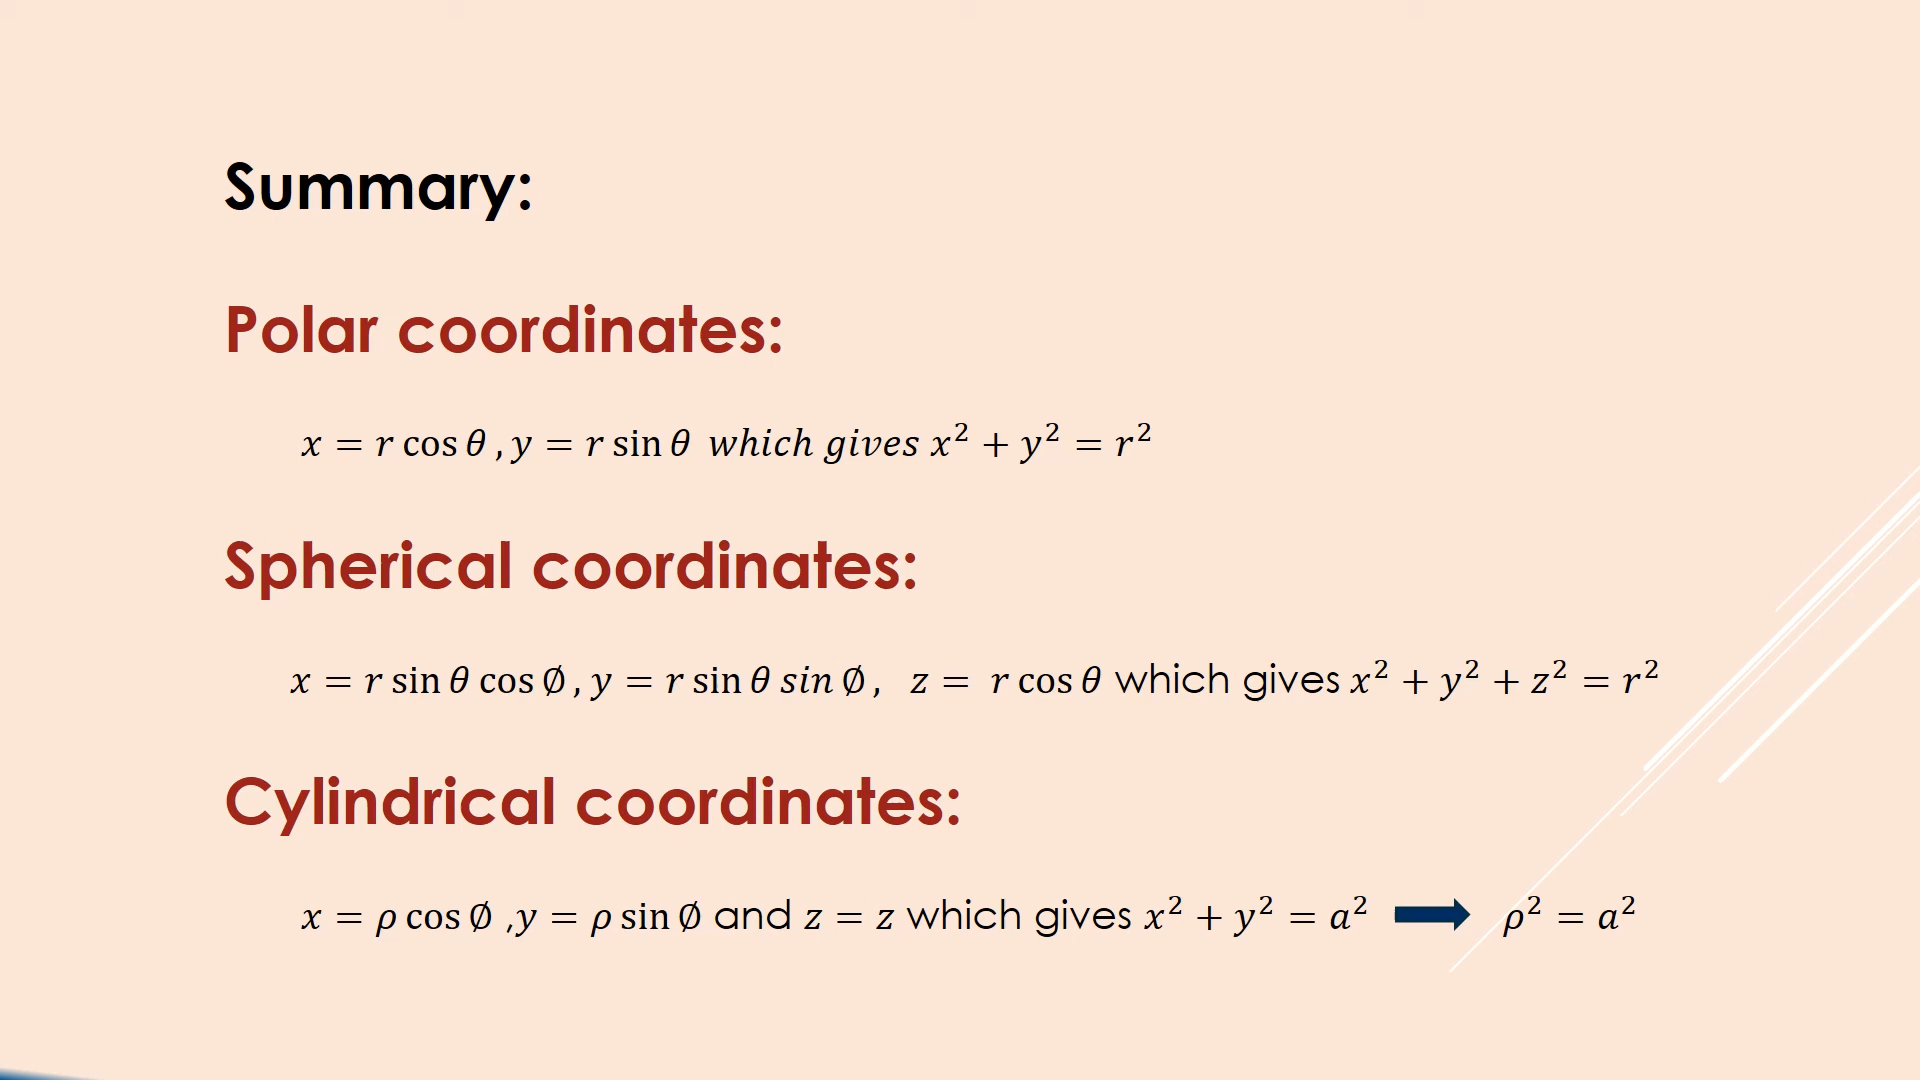 Summary:
Polar coordinates:
x = r cos θ , y = r sin θ which gives x² + y² = r²
Spherical coordinates:
x = r sin θ cos ∅ , y = r sin θ sin ∅ , z = r cos θ which gives x² + y² + z² = r²
Cylindrical coordinates:
x = ρ cos ∅ ,y = ρ sin ∅ and z = z which gives x² + y² = a² ➡ ρ² = a²